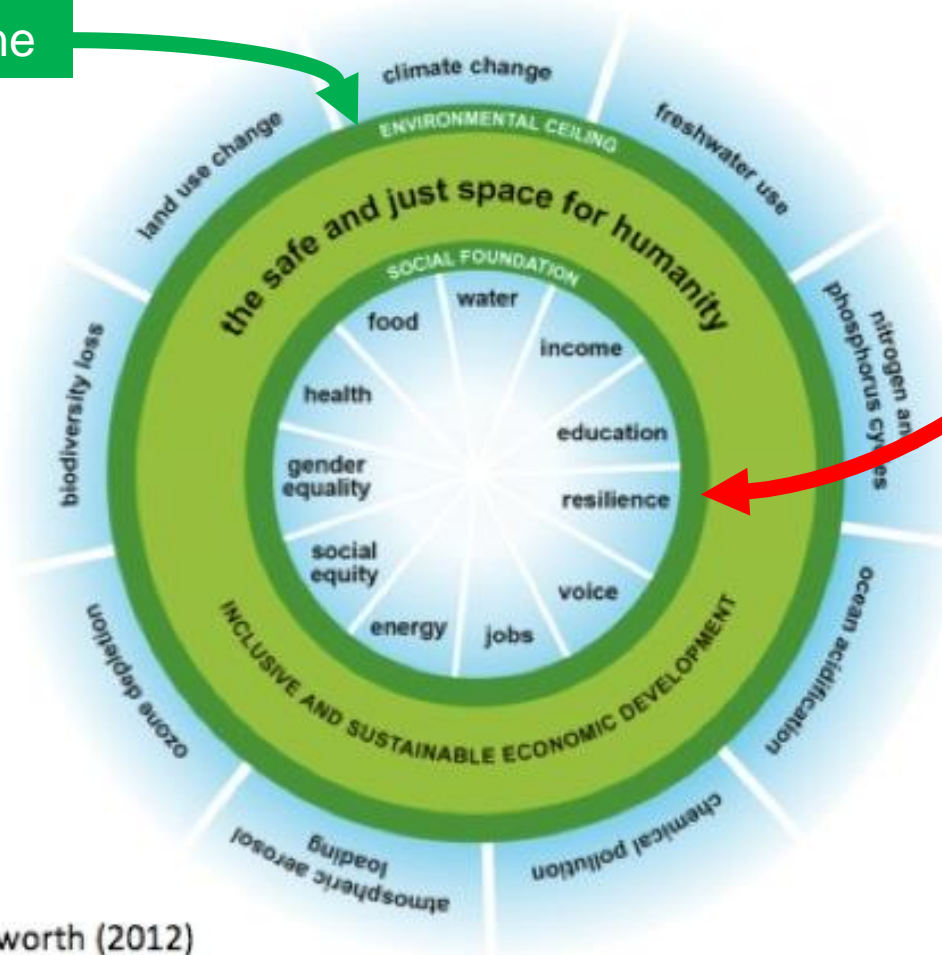 ne
climate change
land use change
freshwater use
ENVIRONMENTAL CEILING
the safe and just space for humanity
SOCIAL FOUNDATION
nitrogen an
phosphorus cycles
biodiversity loss
food
water
income
health
education
gender
equality
resilience
social
equity
voice
energy
jobs
INCLUSIVE AND SUSTAINABLE ECONOMIC DEVELOPMENT
ocean acidification
ozone depletion
chemical pollution
atmospheric aerosol
loading
worth (2012)